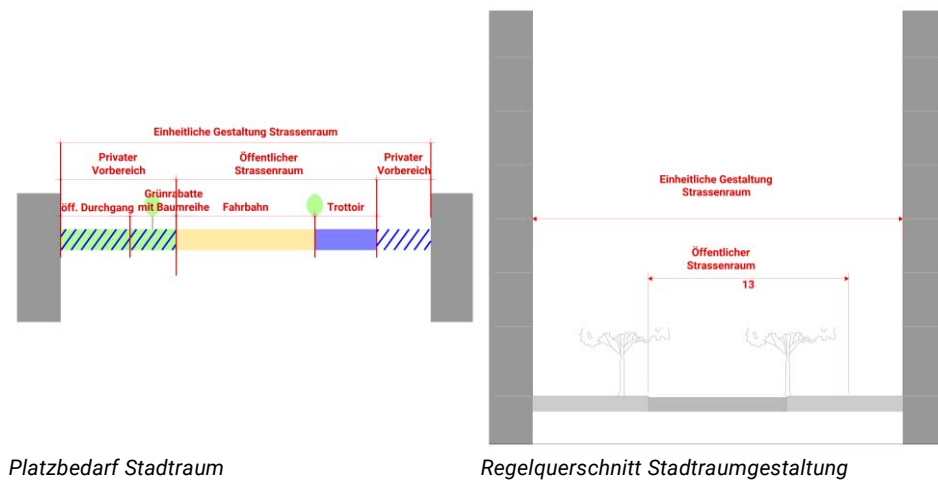 Einheitliche Gestaltung Strassenraum
Privater
Vorbereich
Öffentlicher
Strassenraum
Privater
Vorbereich
öff. Durchgang
Grünrabatte
mit Baumreihe
Fahrbahn
Trottoir
Einheitliche Gestaltung
Strassenraum
Öffentlicher
Strassenraum
13
Platzbedarf Stadtraum
Regelquerschnitt Stadtraumgestaltung